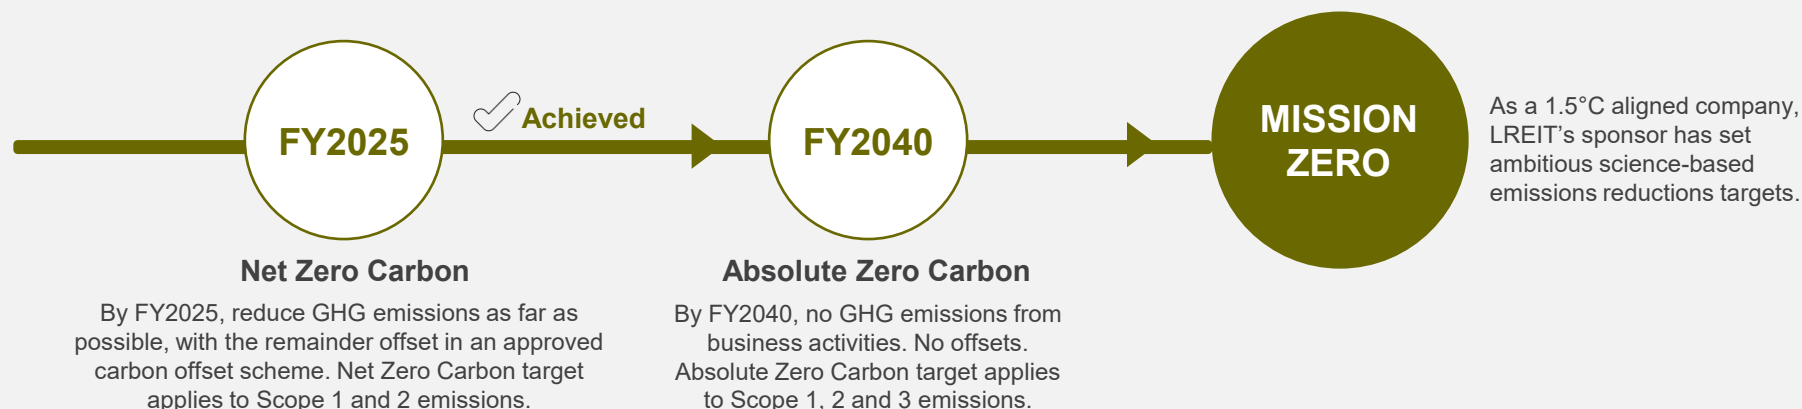 FY2025
Achieved
FY2040
MISSION
ZERO
As a 1.5°C aligned company,
LREIT’s sponsor has set
ambitious science-based
emissions reductions targets.
Net Zero Carbon
By FY2025, reduce GHG emissions as far as
possible, with the remainder offset in an approved
carbon offset scheme. Net Zero Carbon target
applies to Scope 1 and 2 emissions.
Absolute Zero Carbon
By FY2040, no GHG emissions from
business activities. No offsets.
Absolute Zero Carbon target applies
to Scope 1, 2 and 3 emissions.